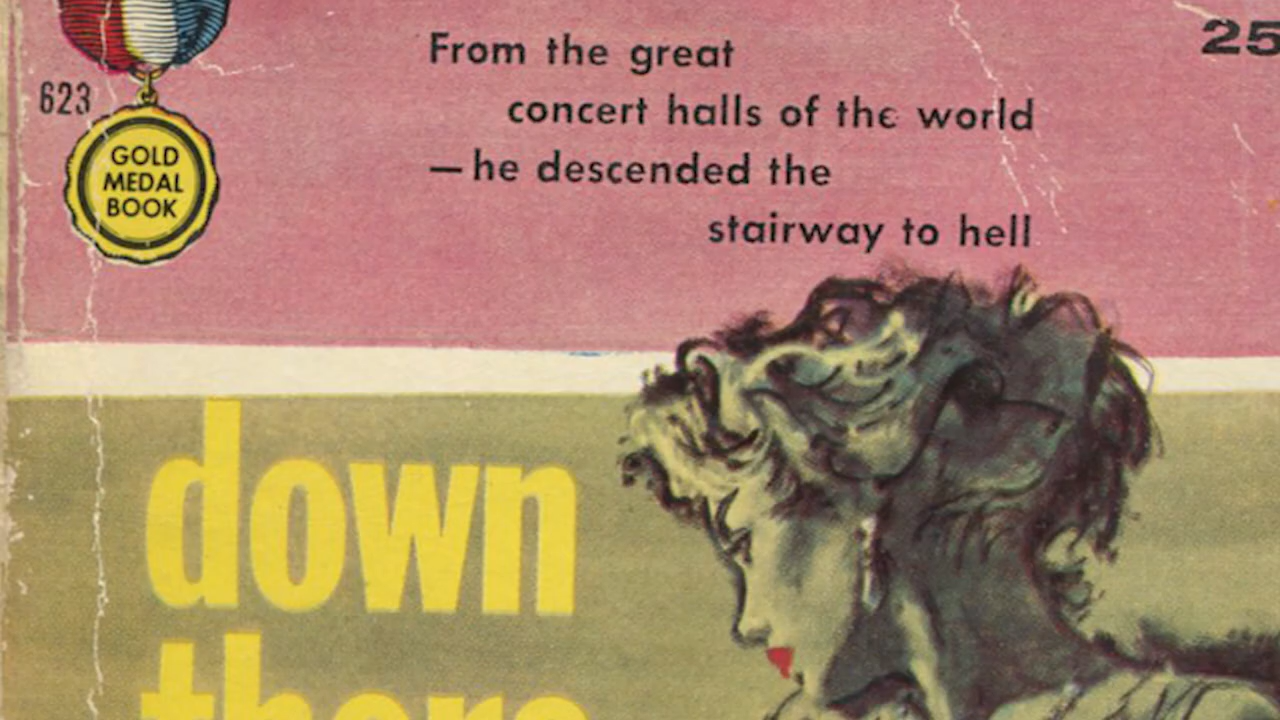 From the great
concert halls of the world
—he descended the
stairway to hell
25
623
GOLD
MEDAL
BOOK
down
there